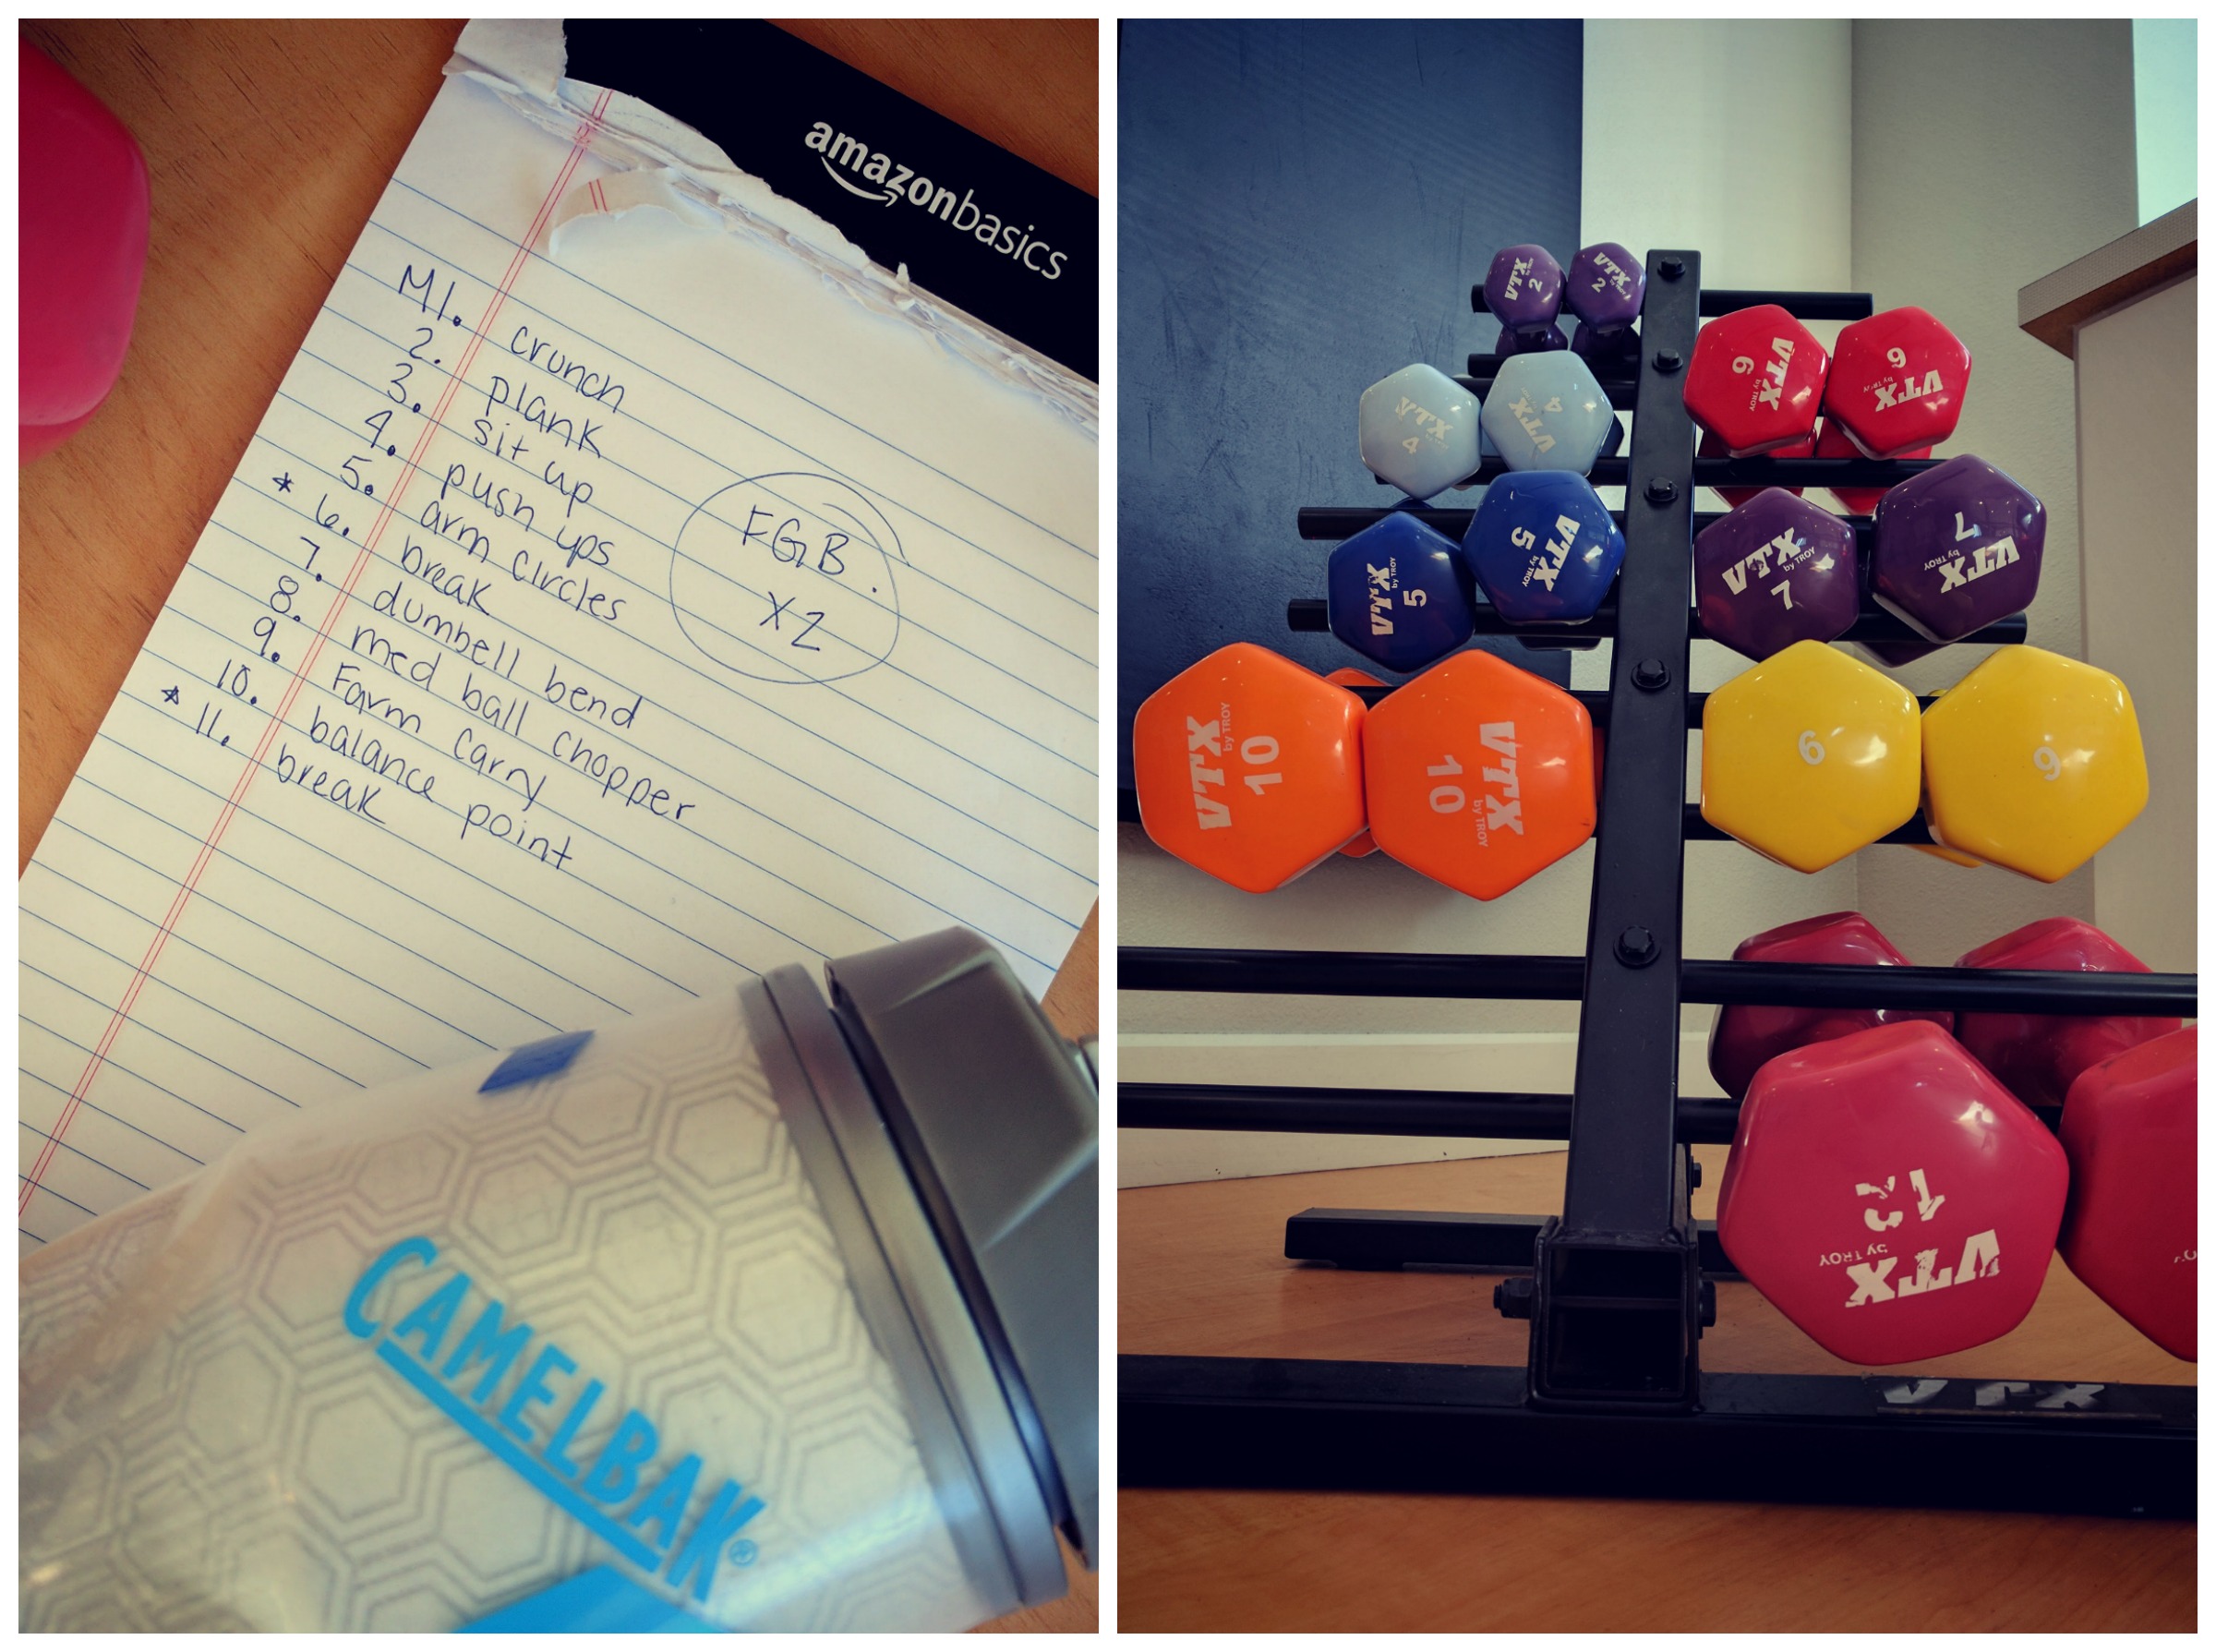 amazonbasics
M1. crunch
2. plank
3. sit up
4. push ups
5. arm circles
* 6. break
7. dumbell bend
8. med ball chopper
9. Farm carry
10. balance point
* 11. break
FGB.
X2
CAMELBAK®
VTX
2
VTX
2
VTX
4
VTX
4
VTX by TROY
6
VTX by TROY
6
VTX by TROY
5
VTX by TROY
5
VTX by TROY
7
VTX by TROY
7
VTX by TROY
10
VTX by TROY
10
9
9
12
VTX by TROY
VTX